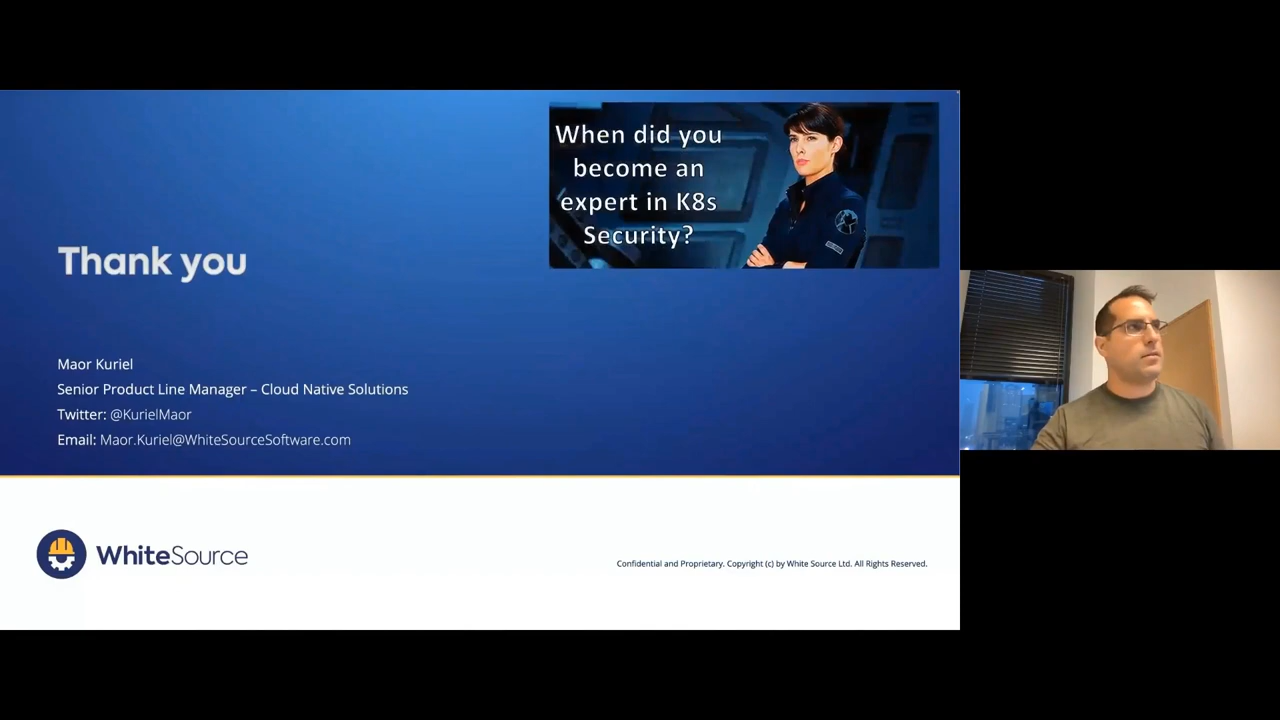 When did you
become an
expert in K8s
Security?
Thank you
Maor Kuriel
Senior Product Line Manager – Cloud Native Solutions
Twitter: @KurielMaor
Email: Maor.Kuriel@WhiteSourceSoftware.com
WhiteSource
Confidential and Proprietary. Copyright (c) by White Source Ltd. All Rights Reserved.